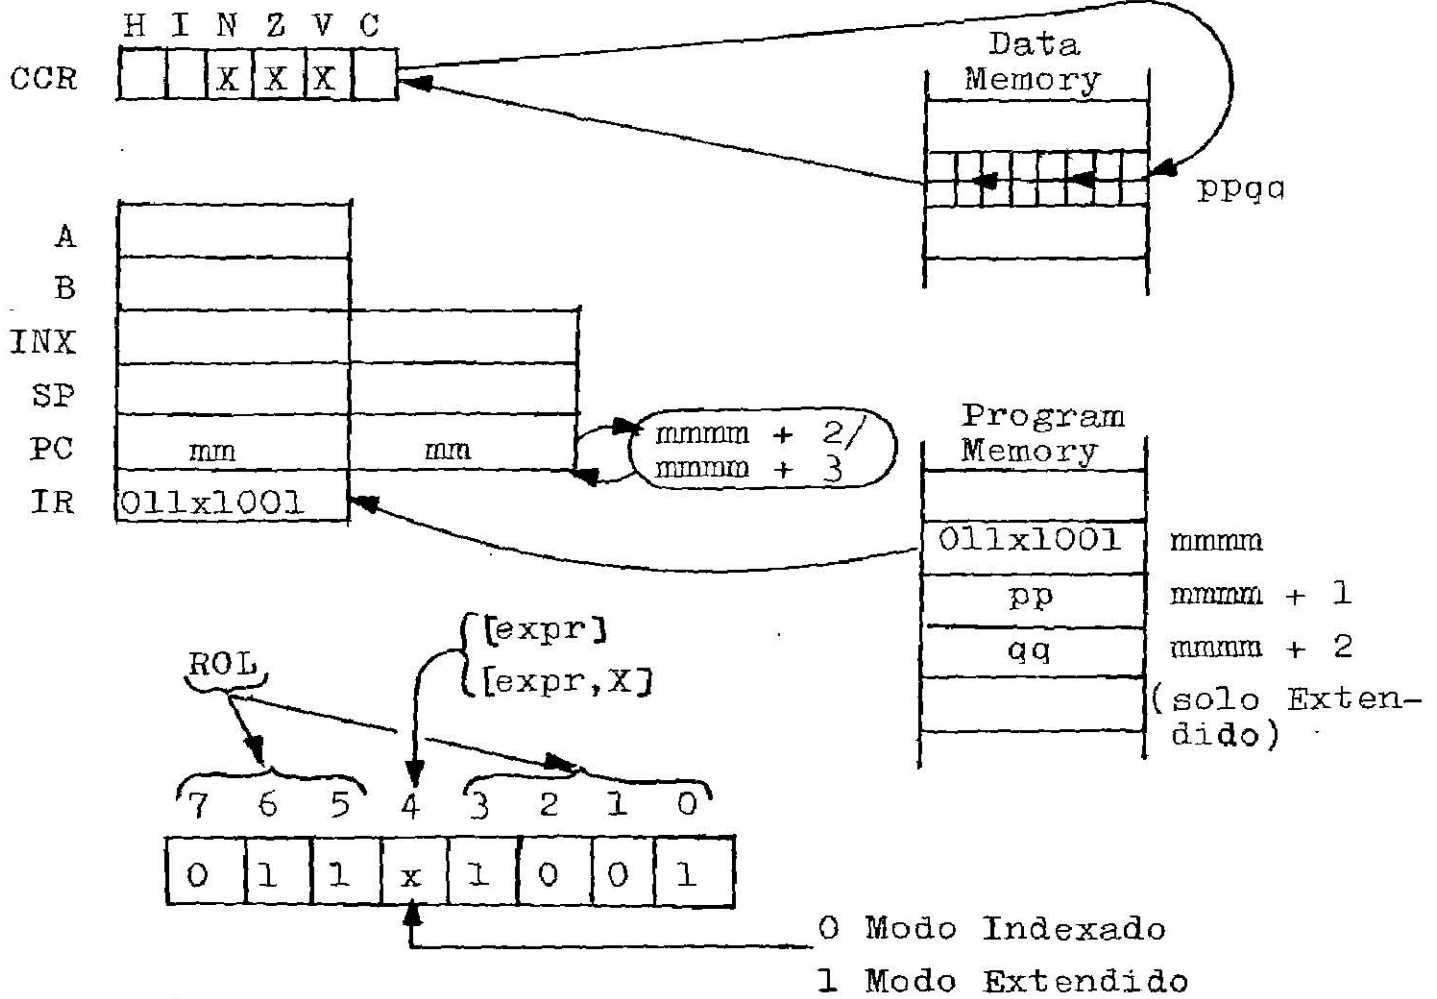 H I N Z V C
CCR X X X
Data
Memory
ppqq
A
B
INX
SP
PC mm mm
mmmm + 2/
mmmm + 3
IR 011x1001
Program
Memory
011x1001 mmmm
pp mmmm + 1
qq mmmm + 2
(solo Exten-
dido)
[expr]
[expr,X]
ROL
7 6 5 4 3 2 1 0
0 1 1 x 1 0 0 1
0 Modo Indexado
1 Modo Extendido